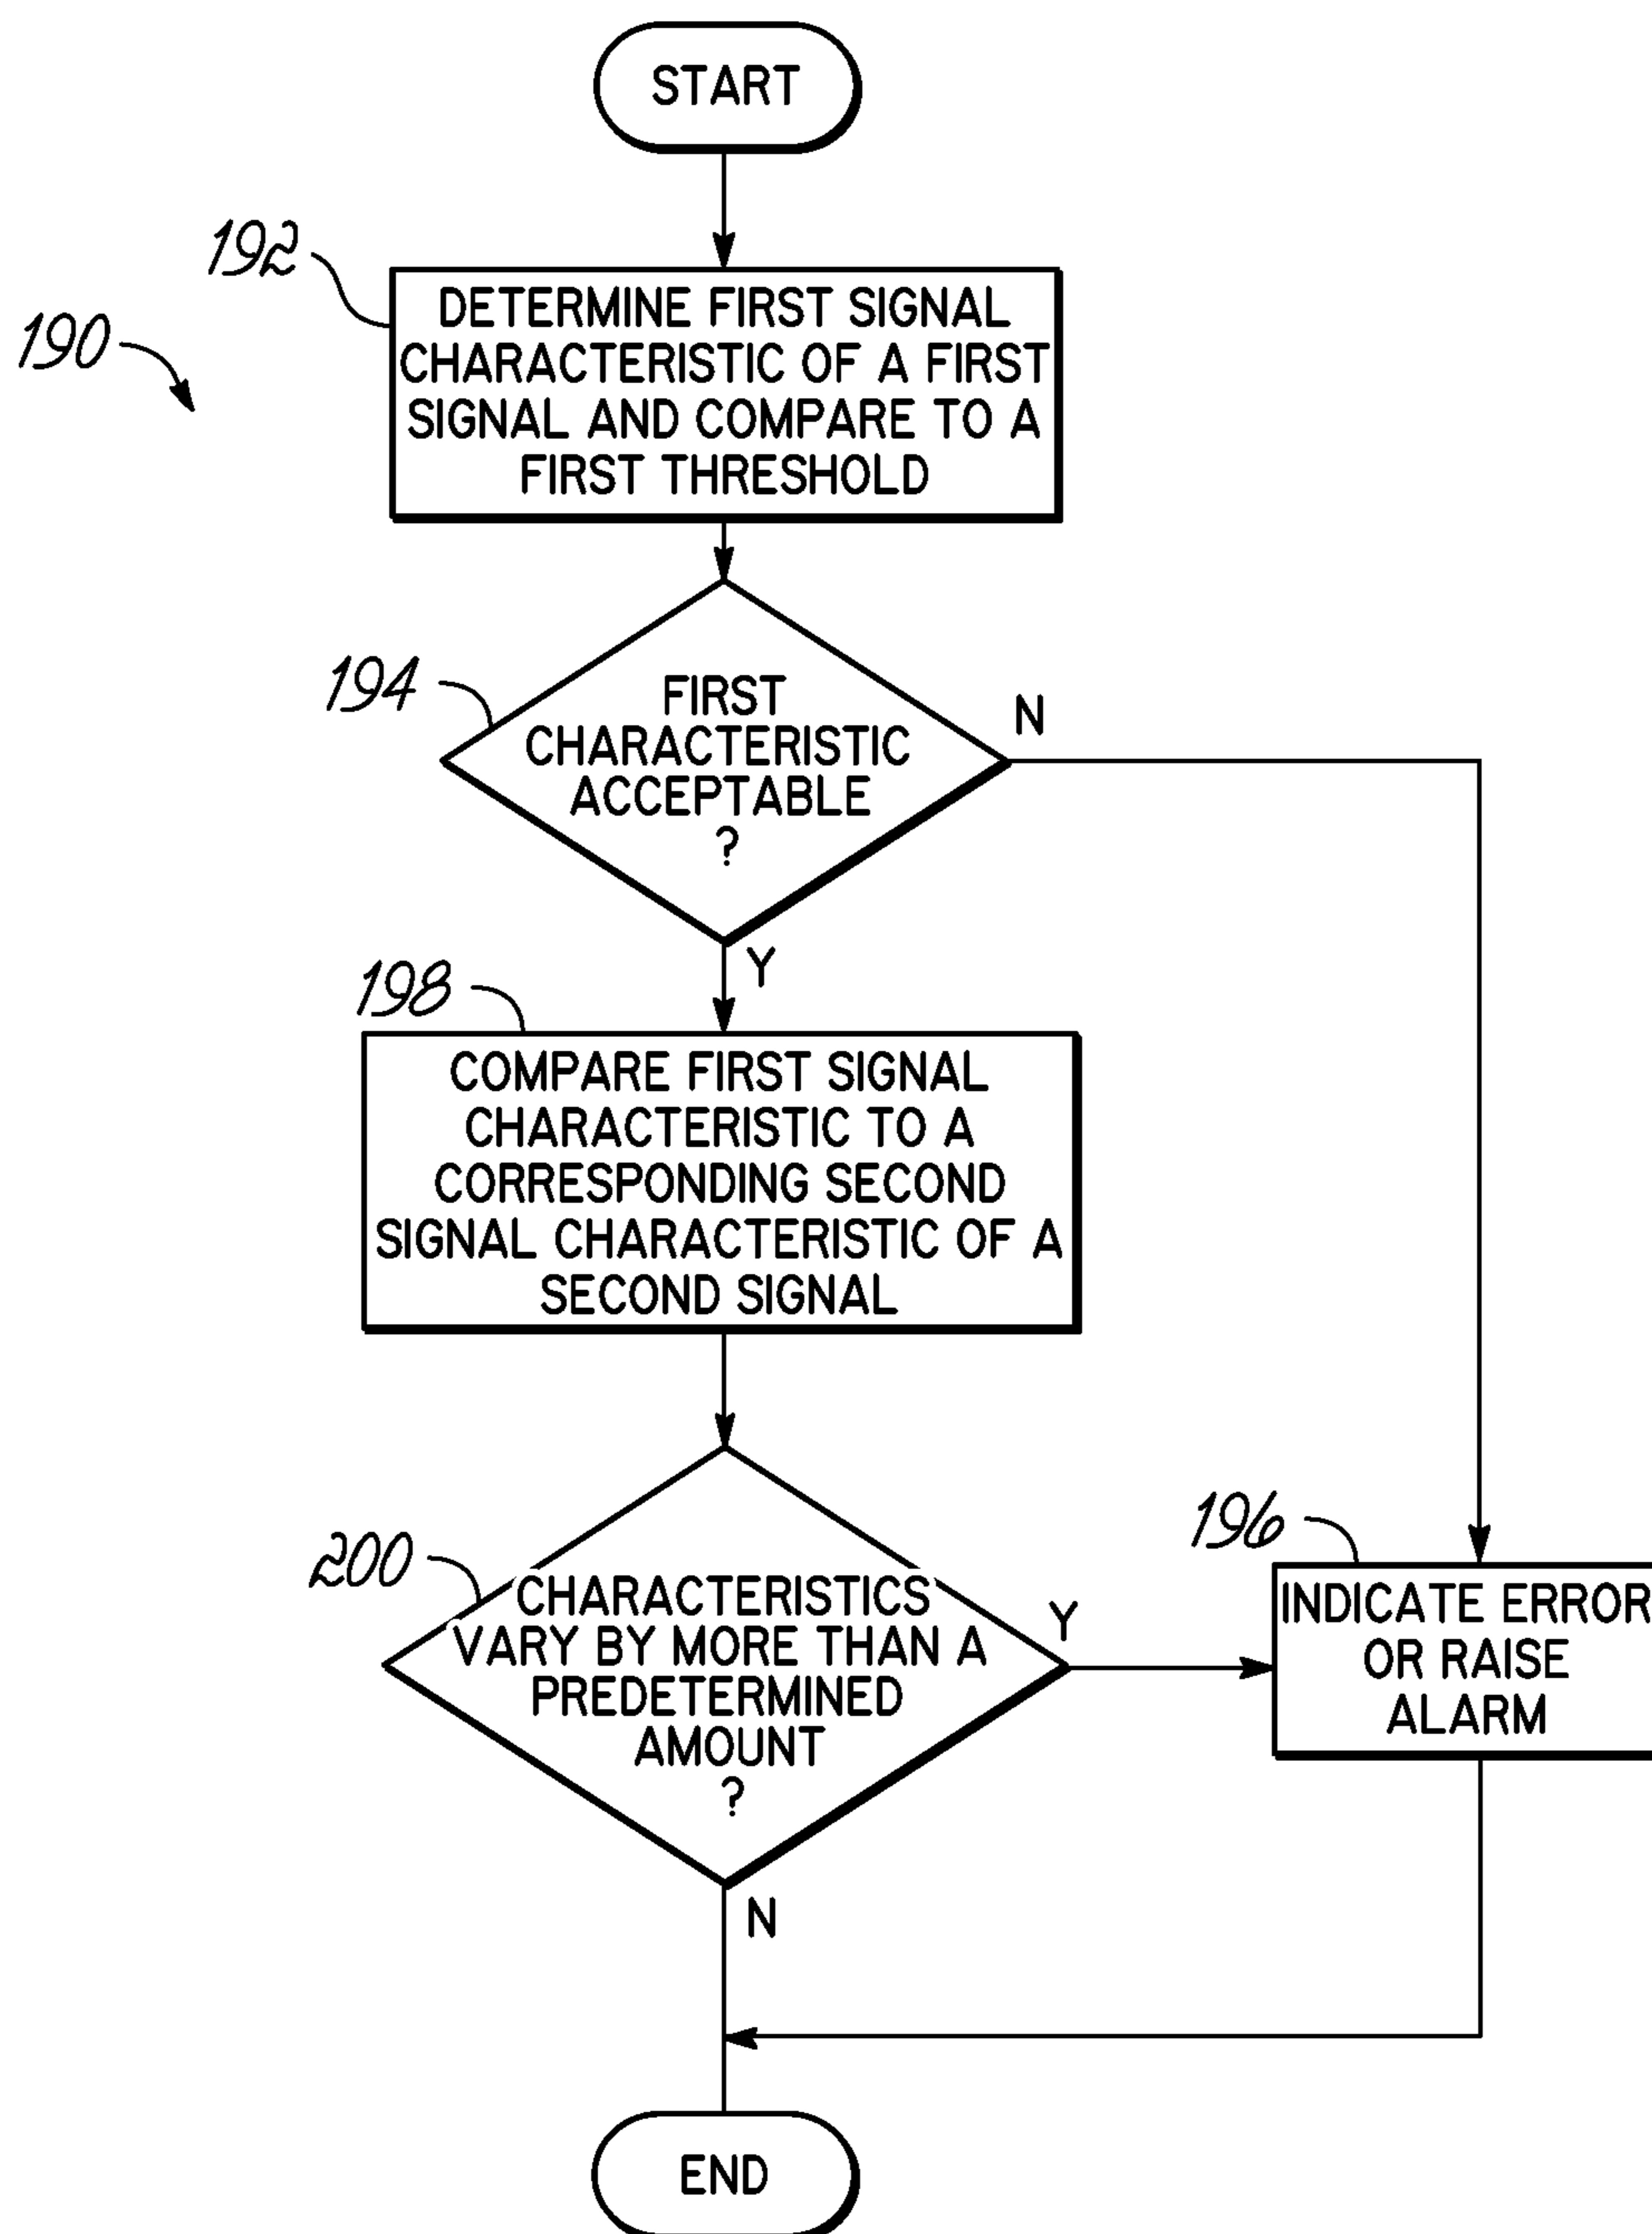 START
192
190
DETERMINE FIRST SIGNAL
CHARACTERISTIC OF A FIRST
SIGNAL AND COMPARE TO A
FIRST THRESHOLD
194
FIRST
CHARACTERISTIC
ACCEPTABLE
?
N
Y
198
COMPARE FIRST SIGNAL
CHARACTERISTIC TO A
CORRESPONDING SECOND
SIGNAL CHARACTERISTIC OF A
SECOND SIGNAL
200
CHARACTERISTICS
VARY BY MORE THAN A
PREDETERMINED
AMOUNT
?
Y
N
196
INDICATE ERROR
OR RAISE
ALARM
END